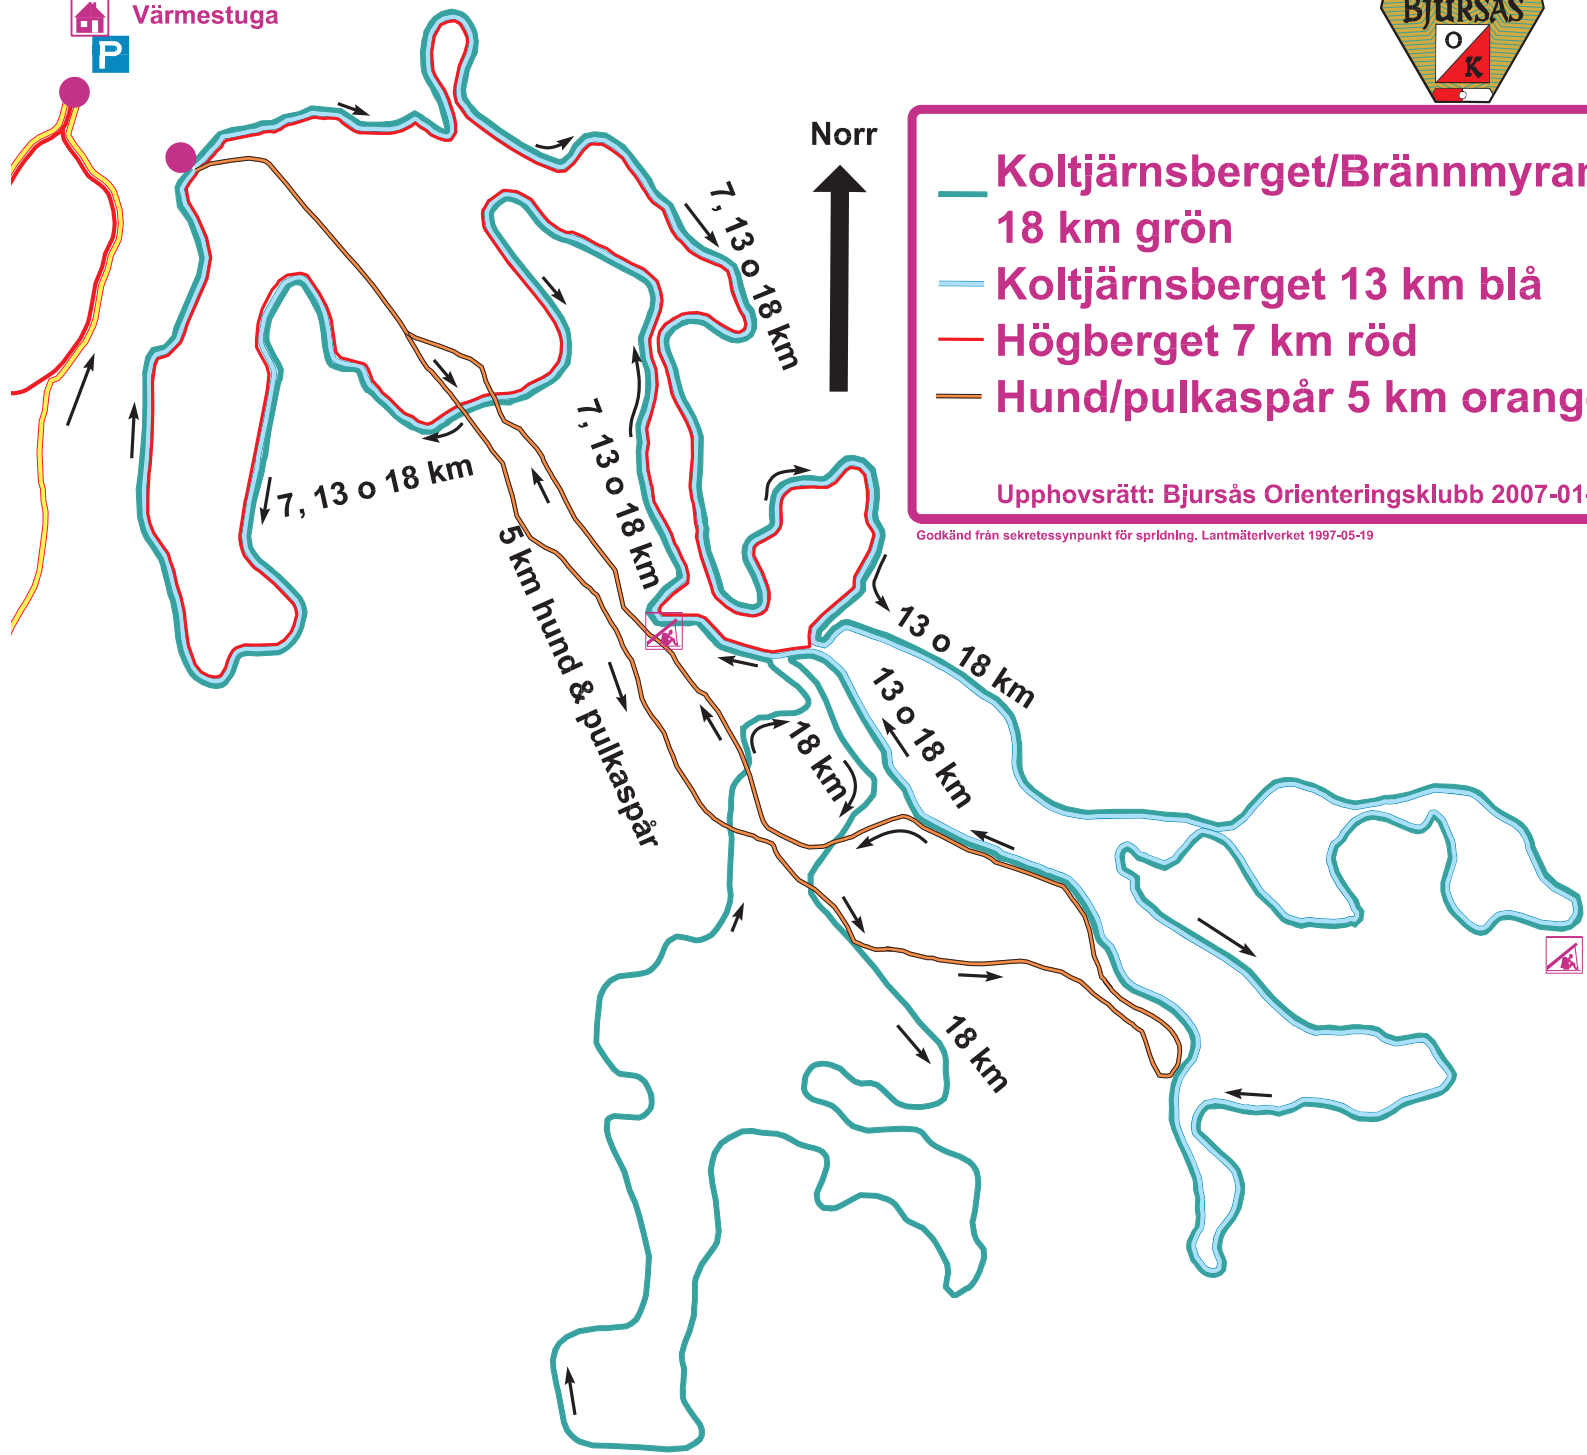 Värmestuga
P
BJURSÅS
O
K
Norr
Koltjärnsberget/Brännmyran
18 km grön
Koltjärnsberget 13 km blå
Högberget 7 km röd
Hund/pulkaspår 5 km orange
Upphovsrätt: Bjursås Orienteringsklubb 2007-01-
Godkänd från sekretessynpunkt för spridning. Lantmäteriverket 1997-05-19
7, 13 o 18 km
7, 13 o 18 km
7, 13 o 18 km
5 km hund & pulkaspår
13 o 18 km
13 o 18 km
18 km
18 km